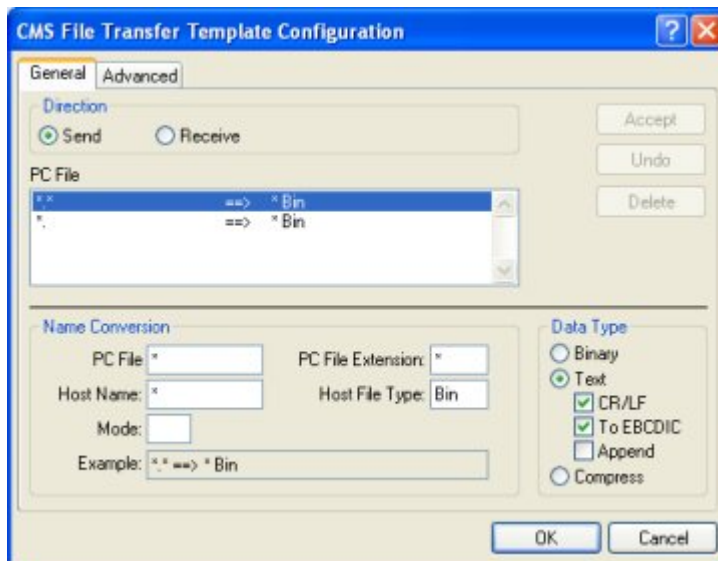 CMS File Transfer Template Configuration
General Advanced
Direction
Send Receive
Accept
Undo
PC File
Delete
*.* ==> * Bin
*. ==> * Bin
Name Conversion
PC File * PC File Extension: *
Host Name: * Host File Type: Bin
Mode:
Example: *.* ==> * Bin
Data Type
Binary
Text
CR/LF
To EBCDIC
Append
Compress
OK Cancel